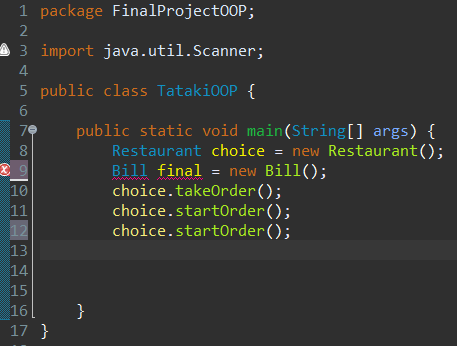 1 package FinalProjectOOP;
2
3 import java.util.Scanner;
4
5 public class TatakiOOP {
6
7 public static void main(String[] args) {
8 Restaurant choice = new Restaurant();
9 Bill final = new Bill();
10 choice.takeOrder();
11 choice.startOrder();
12 choice.startOrder();
13
14
15
16 }
17 }